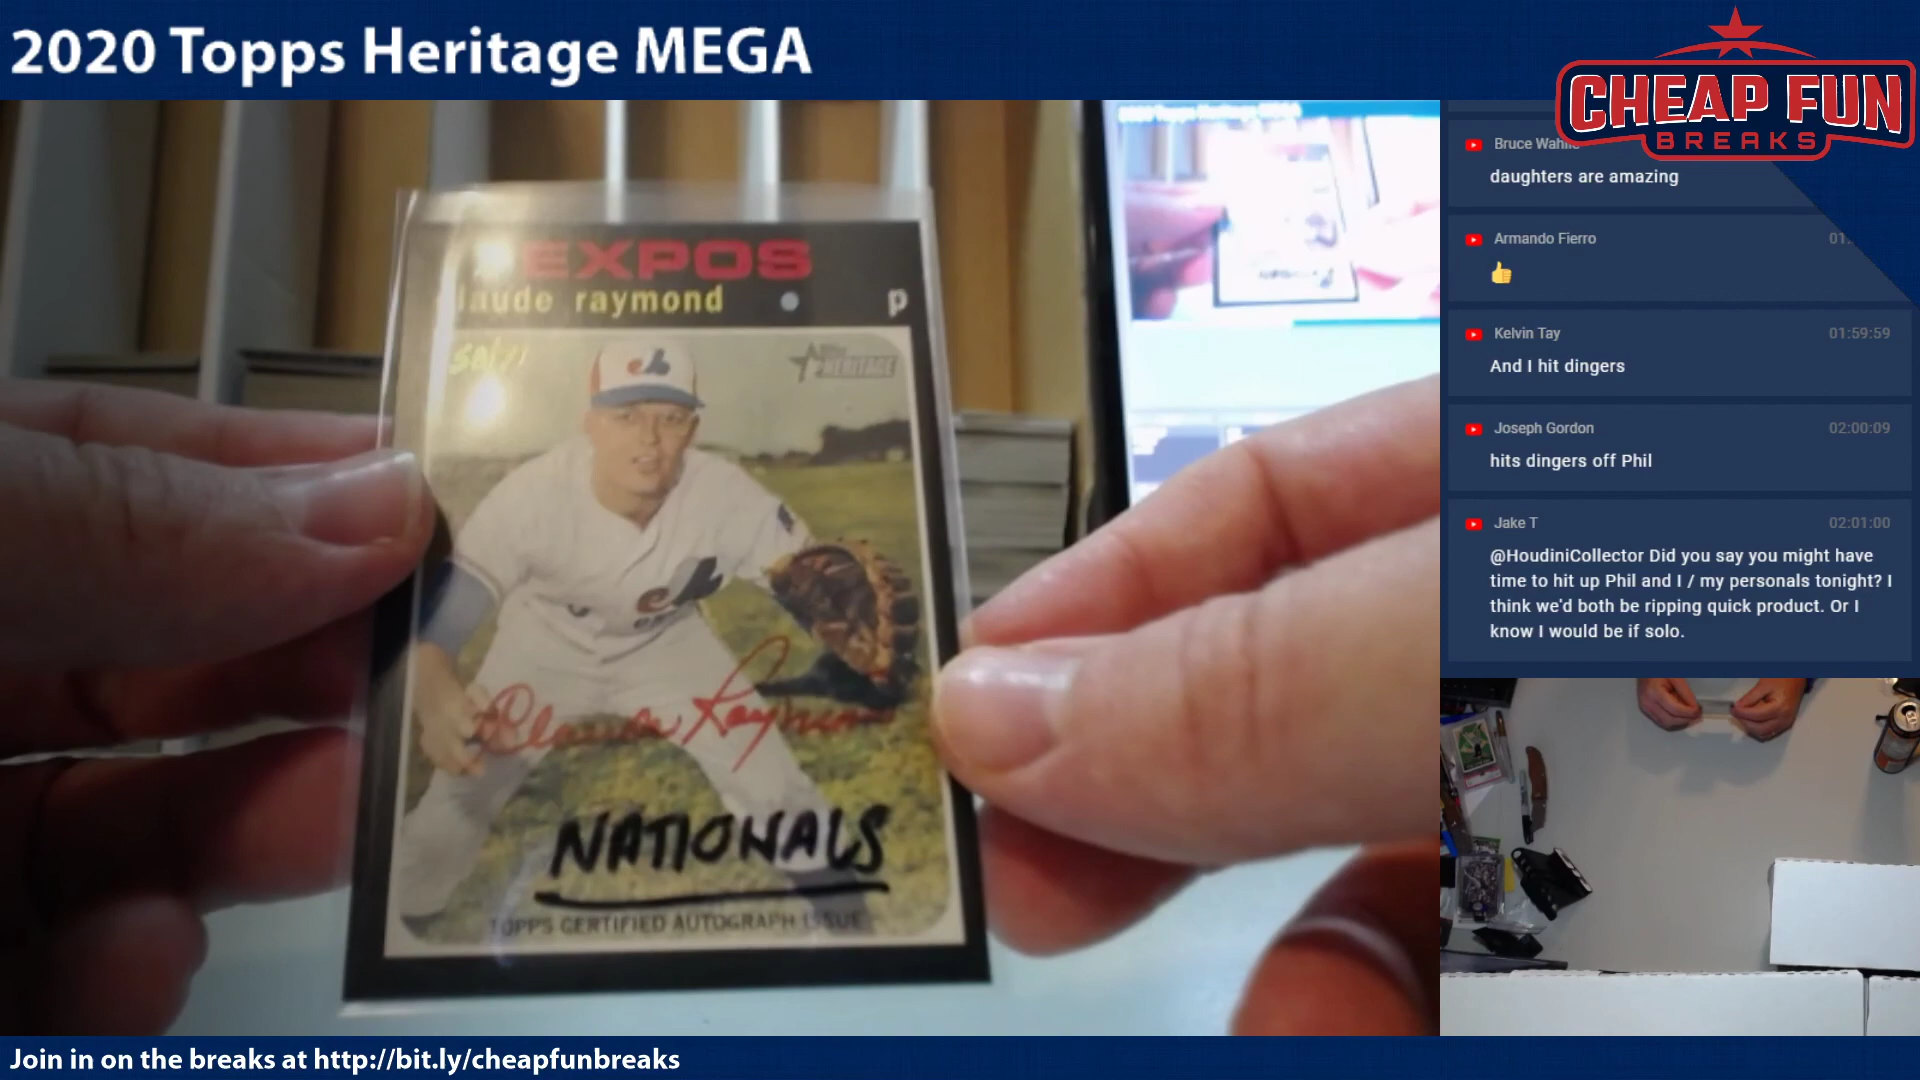 2020 Topps Heritage MEGA
CHEAP FUN
BREAKS
EXPOS
laude raymond
p
HERITAGE
NATIONALS
TOPPS CERTIFIED AUTOGRAPH ISSUE
Bruce
daughters are amazing
Armando Fierro
👍
Kelvin Tay 01:59:59
And I hit dingers
Joseph Gordon 02:00:09
hits dingers off Phil
Jake T 02:01:00
@HoudiniCollector Did you say you might have
time to hit up Phil and I / my personals tonight? I
think we'd both be ripping quick product. Or I
know I would be if solo.
Join in on the breaks at http://bit.ly/cheapfunbreaks